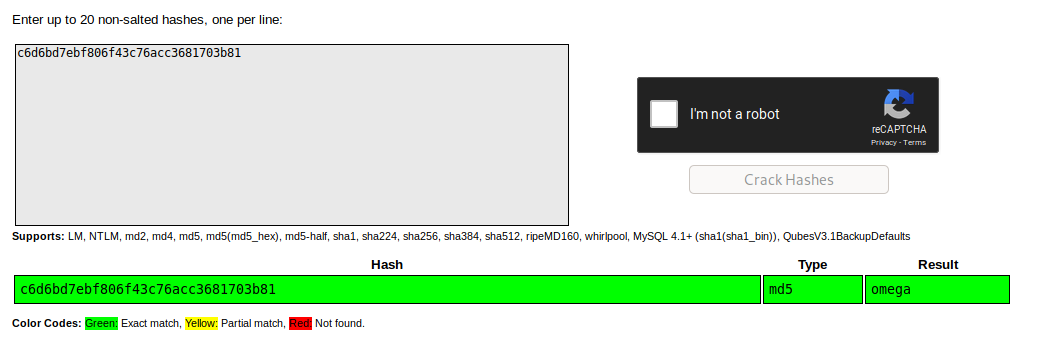 Enter up to 20 non-salted hashes, one per line:
c6d6bd7ebf806f43c76acc3681703b81
I'm not a robot
reCAPTCHA
Privacy - Terms
Crack Hashes
Supports: LM, NTLM, md2, md4, md5, md5(md5_hex), md5-half, sha1, sha224, sha256, sha384, sha512, ripeMD160, whirlpool, MySQL 4.1+ (sha1(sha1_bin)), QubesV3.1BackupDefaults
Hash Type Result
c6d6bd7ebf806f43c76acc3681703b81 md5 omega
Color Codes: Green: Exact match, Yellow: Partial match, Red: Not found.